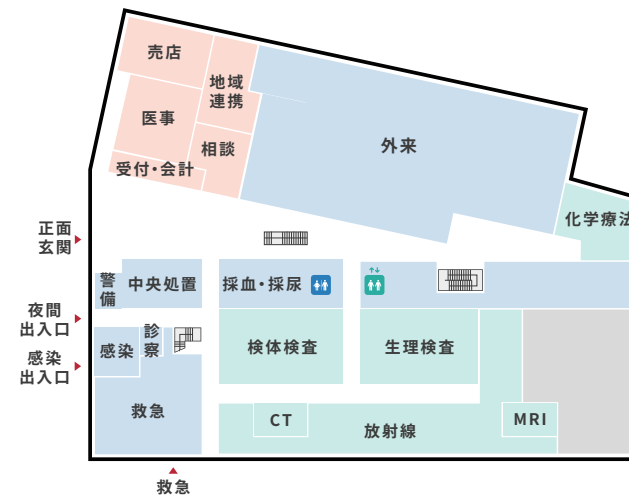 売店
地域
連携
医事
相談
受付・会計
外来
化学療法
正面
玄関
警
備
中央処置
採血・採尿
夜間
出入口
感染
出入口
感染
診
察
検体検査
生理検査
救急
CT
放射線
MRI
救急